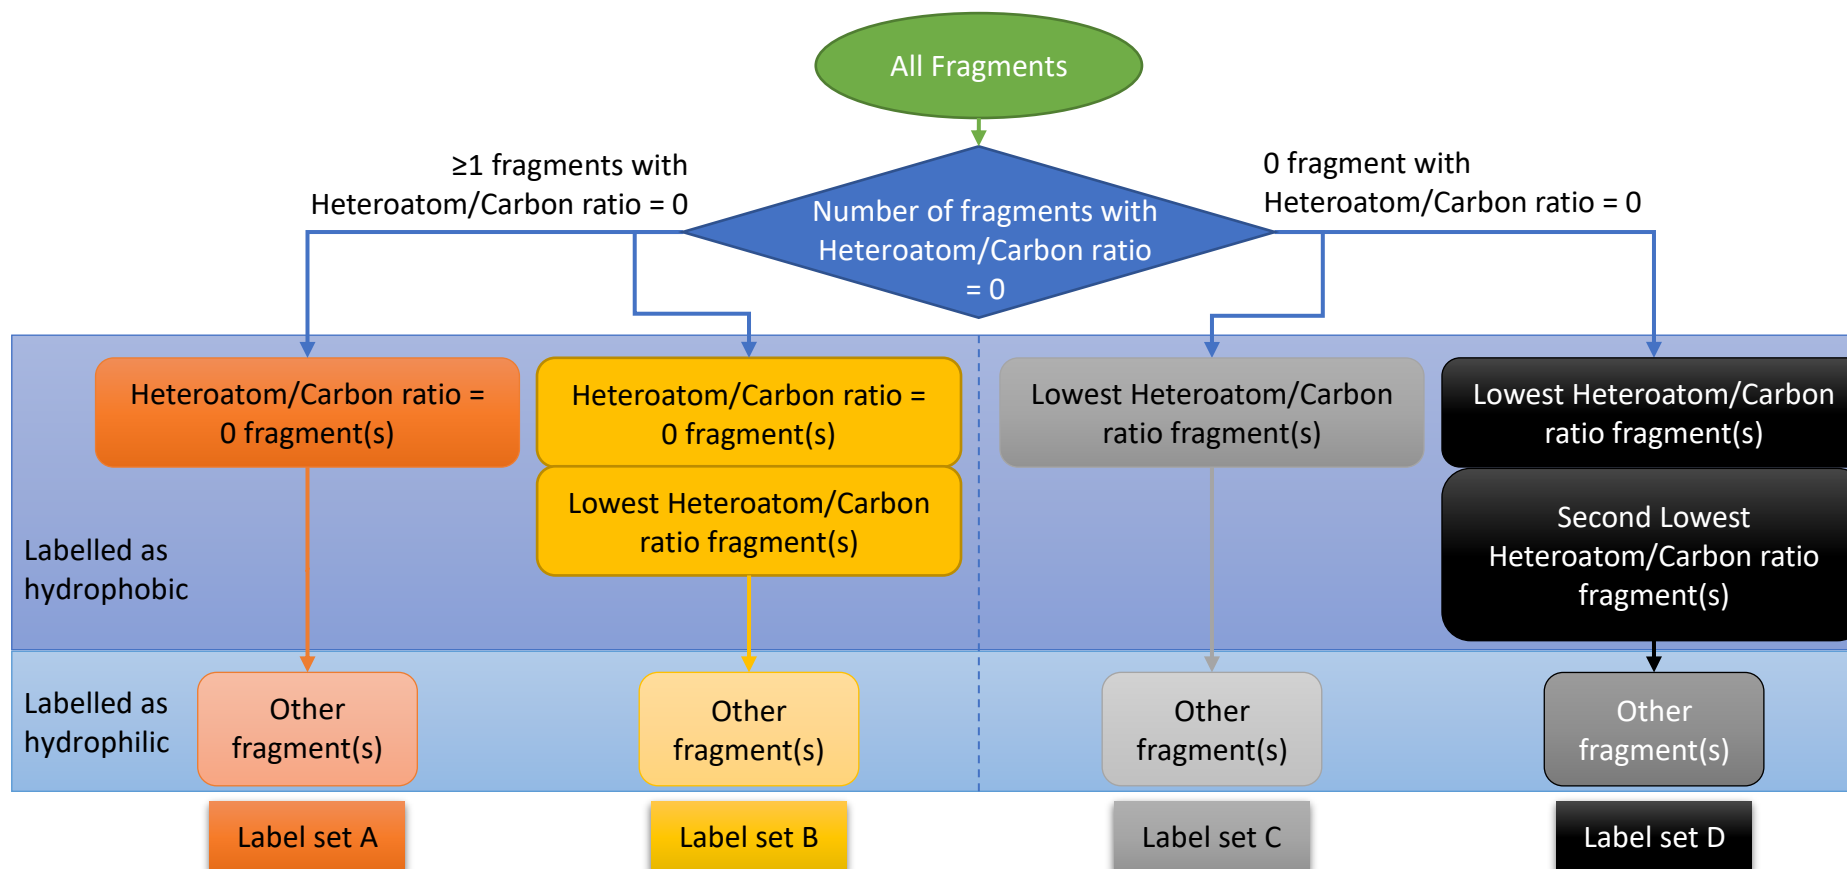 All Fragments
≥1 fragments with
Heteroatom/Carbon ratio = 0
0 fragment with
Heteroatom/Carbon ratio = 0
Number of fragments with
Heteroatom/Carbon ratio
= 0
Heteroatom/Carbon ratio =
0 fragment(s)
Heteroatom/Carbon ratio =
0 fragment(s)
Lowest Heteroatom/Carbon
ratio fragment(s)
Lowest Heteroatom/Carbon
ratio fragment(s)
Lowest Heteroatom/Carbon
ratio fragment(s)
Second Lowest
Heteroatom/Carbon ratio
fragment(s)
Labelled as
hydrophobic
Labelled as
hydrophilic
Other
fragment(s)
Other
fragment(s)
Other
fragment(s)
Other
fragment(s)
Label set A
Label set B
Label set C
Label set D